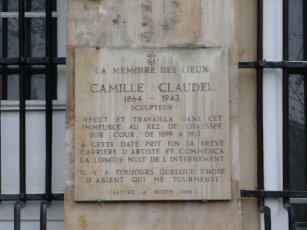 LA MEMOIRE DES LIEUX
CAMILLE CLAUDEL
1864 - 1943
SCULPTEUR
VECUT ET TRAVAILLA DANS CET
IMMEUBLE AU REZ DE CHAUSSEE
SUR COUR, DE 1899 A 1913
A CETTE DATE PRIT FIN SA BREVE
CARRIERE D'ARTISTE ET COMMENÇA
LA LONGUE NUIT DE L'INTERNEMENT
"IL Y A TOUJOURS QUELQUE CHOSE
D'ABSENT QUI ME TOURMENTE"
(LETTRE A RODIN 1886)